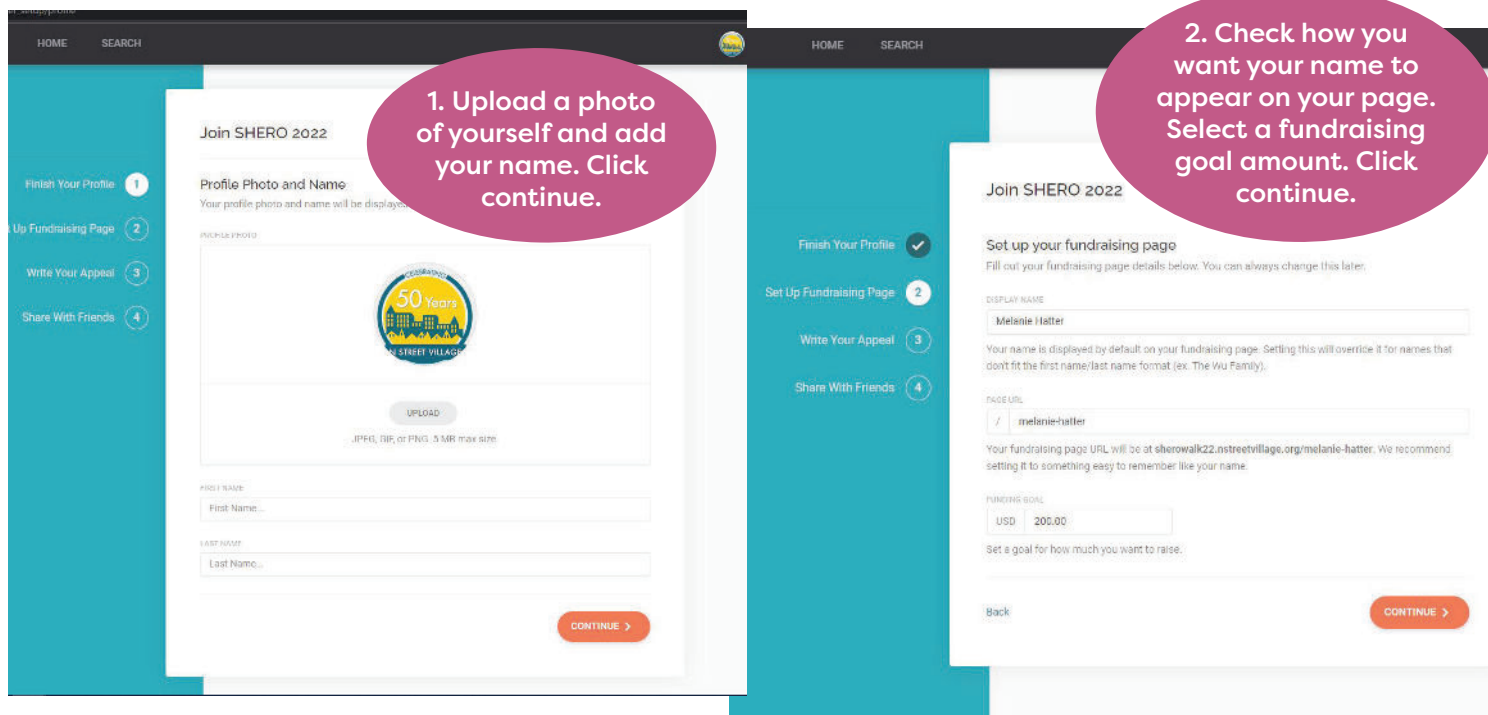 HOME SEARCH
1. Upload a photo
of yourself and add
your name. Click
continue.
Join SHERO 2022
Finish Your Profile 1
Up Fundraising Page 2
Write Your Appeal 3
Share With Friends 4
Profile Photo and Name
Your profile photo and name will be displayed
PROFILE PHOTO
CELEBRATING
50 Years
N STREET VILLAGE
UPLOAD
JPEG, GIF, or PNG. 5 MB max size
FIRST NAME
First Name...
LAST NAME
Last Name...
CONTINUE >
HOME SEARCH
2. Check how you
want your name to
appear on your page.
Select a fundraising
goal amount. Click
continue.
Join SHERO 2022
Finish Your Profile
Set Up Fundraising Page 2
Write Your Appeal 3
Share With Friends 4
Set up your fundraising page
Fill out your fundraising page details below. You can always change this later.
DISPLAY NAME
Melanie Hatter
Your name is displayed by default on your fundraising page. Setting this will override it for names that
don't fit the first name/last name format (ex. The Wu Family).
PAGE URL
/ melanie-hatter
Your fundraising page URL will be at sherowalk22.nstreetvillage.org/melanie-hatter. We recommend
setting it to something easy to remember like your name.
FUNDING GOAL
USD 200.00
Set a goal for how much you want to raise.
Back
CONTINUE >